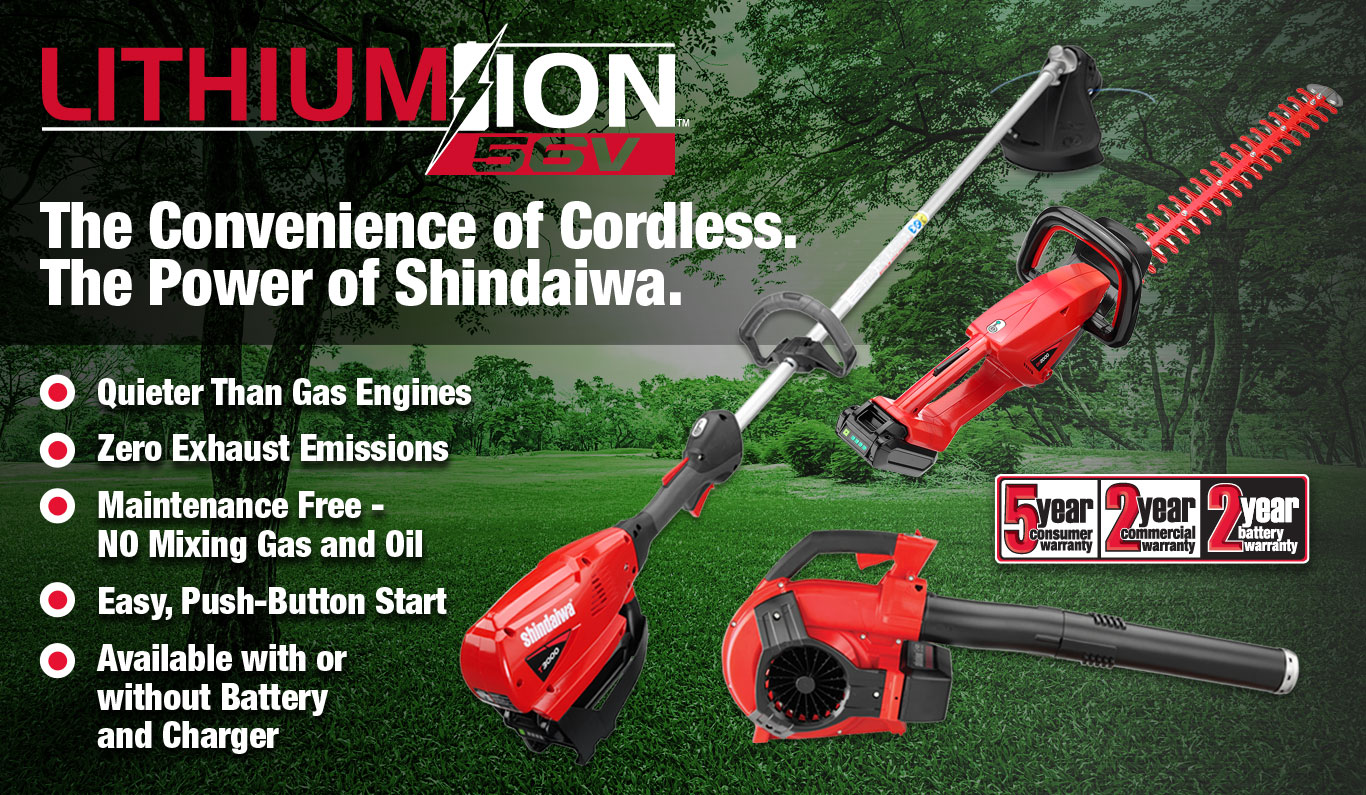 LITHIUM ION™
56V
The Convenience of Cordless.
The Power of Shindaiwa.
Quieter Than Gas Engines
Zero Exhaust Emissions
Maintenance Free -
NO Mixing Gas and Oil
Easy, Push-Button Start
Available with or
without Battery
and Charger
shindaiwa
T3000
5 year consumer warranty
2 year commercial warranty
2 year battery warranty